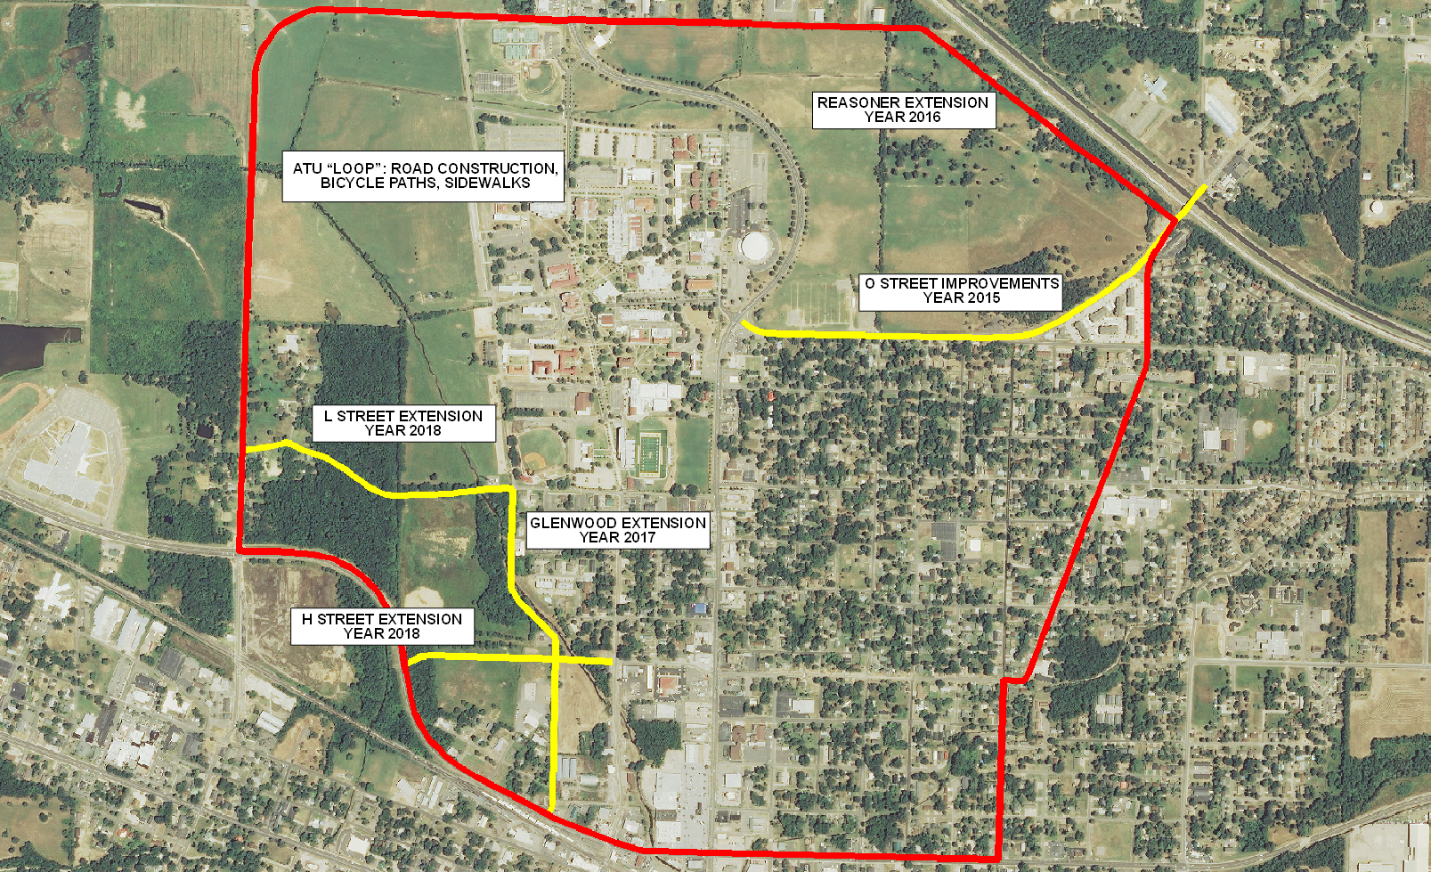 REASONER EXTENSION
YEAR 2016
ATU “LOOP”: ROAD CONSTRUCTION,
BICYCLE PATHS, SIDEWALKS
O STREET IMPROVEMENTS
YEAR 2015
L STREET EXTENSION
YEAR 2018
GLENWOOD EXTENSION
YEAR 2017
H STREET EXTENSION
YEAR 2018